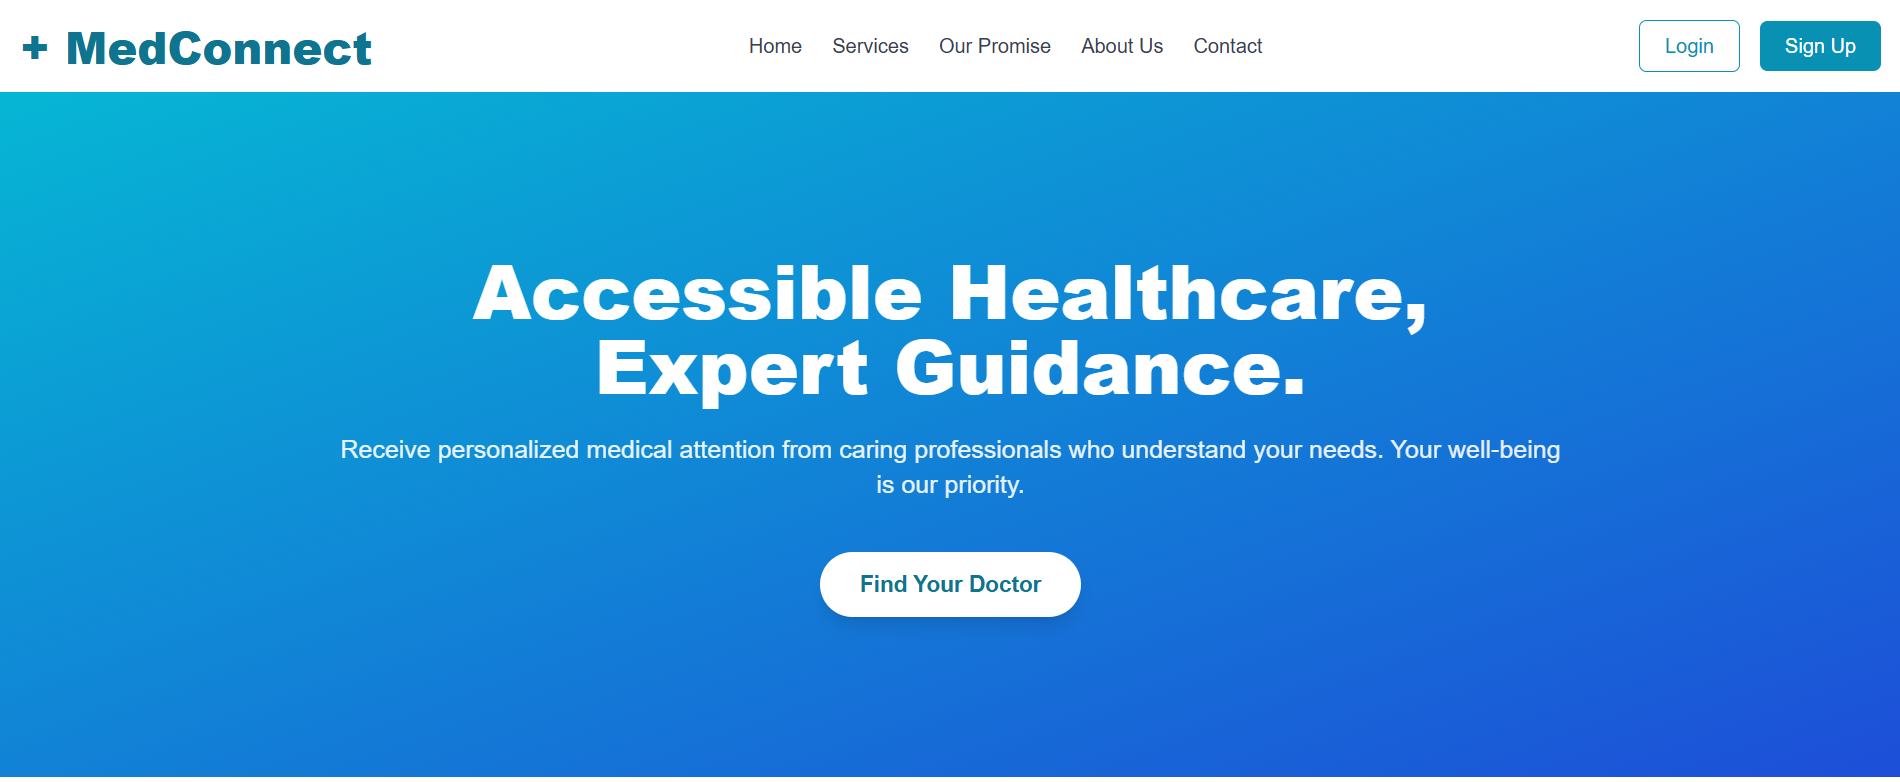 + MedConnect
Home Services Our Promise About Us Contact
Login Sign Up
Accessible Healthcare,
Expert Guidance.
Receive personalized medical attention from caring professionals who understand your needs. Your well-being
is our priority.
Find Your Doctor